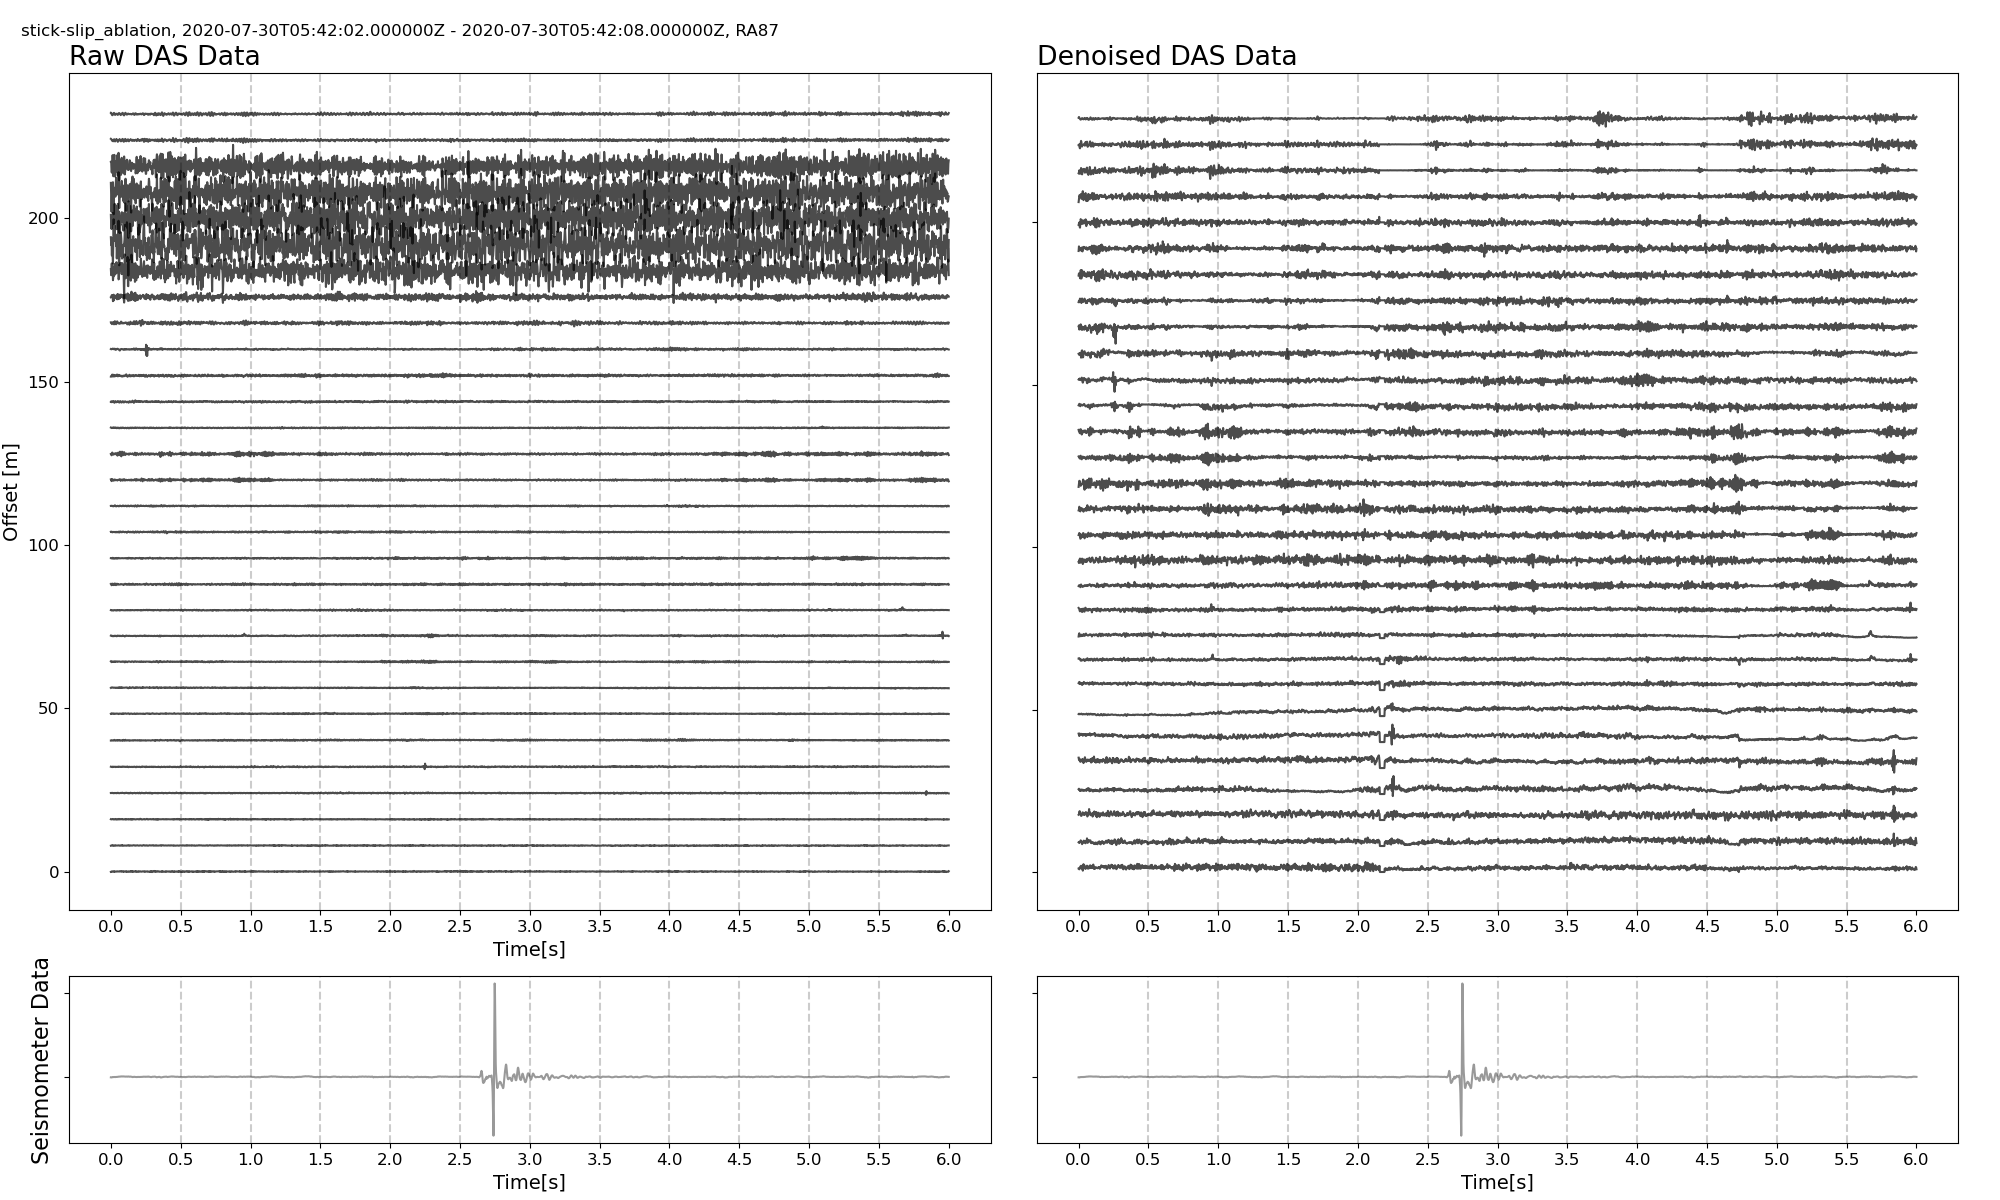 stick-slip_ablation, 2020-07-30T05:42:02.000000Z - 2020-07-30T05:42:08.000000Z, RA87
Raw DAS Data
Denoised DAS Data
Offset [m]
200
150
100
50
0
0.0 0.5 1.0 1.5 2.0 2.5 3.0 3.5 4.0 4.5 5.0 5.5 6.0
Time[s]
0.0 0.5 1.0 1.5 2.0 2.5 3.0 3.5 4.0 4.5 5.0 5.5 6.0
Seismometer Data
0.0 0.5 1.0 1.5 2.0 2.5 3.0 3.5 4.0 4.5 5.0 5.5 6.0
Time[s]
0.0 0.5 1.0 1.5 2.0 2.5 3.0 3.5 4.0 4.5 5.0 5.5 6.0
Time[s]